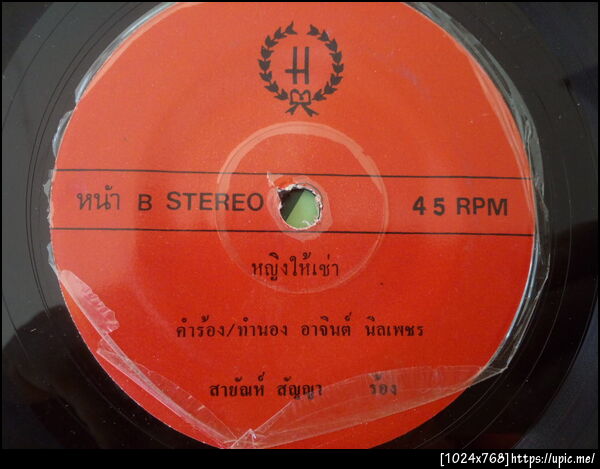 H
หน้า B STEREO 45 RPM
หญิงให้เช่า
คำร้อง/ทำนอง อาจินต์ นิลเพชร
สายัณห์ สัญญา ร้อง
[1024x768]https://upic.me/